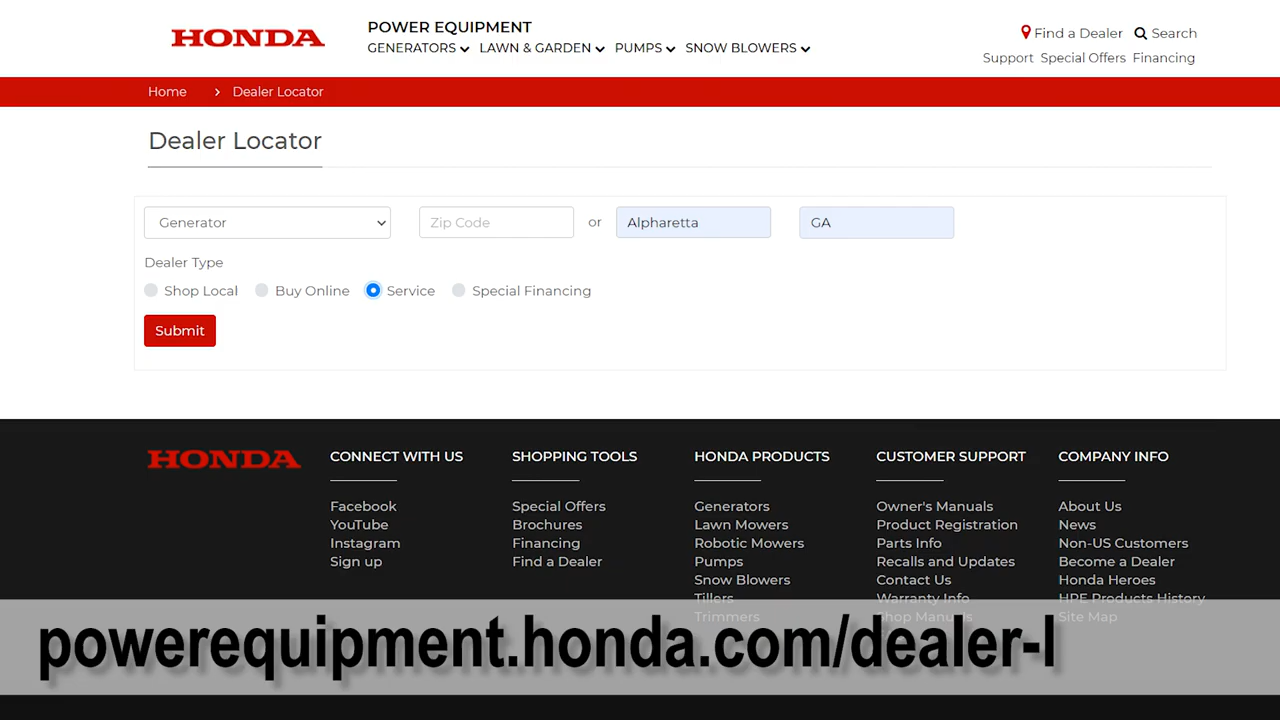 HONDA
POWER EQUIPMENT
GENERATORS LAWN & GARDEN PUMPS SNOW BLOWERS
Find a Dealer Search
Support Special Offers Financing
Home > Dealer Locator
Dealer Locator
Generator Zip Code or Alpharetta GA
Dealer Type
Shop Local Buy Online Service Special Financing
Submit
HONDA
CONNECT WITH US
Facebook
YouTube
Instagram
Sign up
SHOPPING TOOLS
Special Offers
Brochures
Financing
Find a Dealer
HONDA PRODUCTS
Generators
Lawn Mowers
Robotic Mowers
Pumps
Snow Blowers
Tillers
Trimmers
CUSTOMER SUPPORT
Owner's Manuals
Product Registration
Parts Info
Recalls and Updates
Contact Us
Warranty Info
Shop Manuals
COMPANY INFO
About Us
News
Non-US Customers
Become a Dealer
Honda Heroes
HPE Products History
Site Map
powerequipment.honda.com/dealer-l